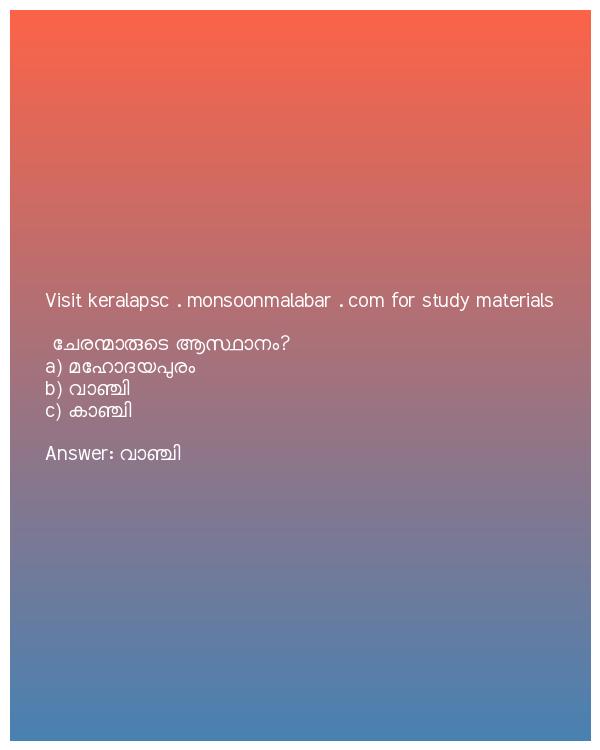 Visit keralapsc . monsoonmalabar . com for study materials
ചേരന്മാരുടെ ആസ്ഥാനം?
a) മഹോദയപുരം
b) വാഞ്ചി
c) കാഞ്ചി
Answer: വാഞ്ചി